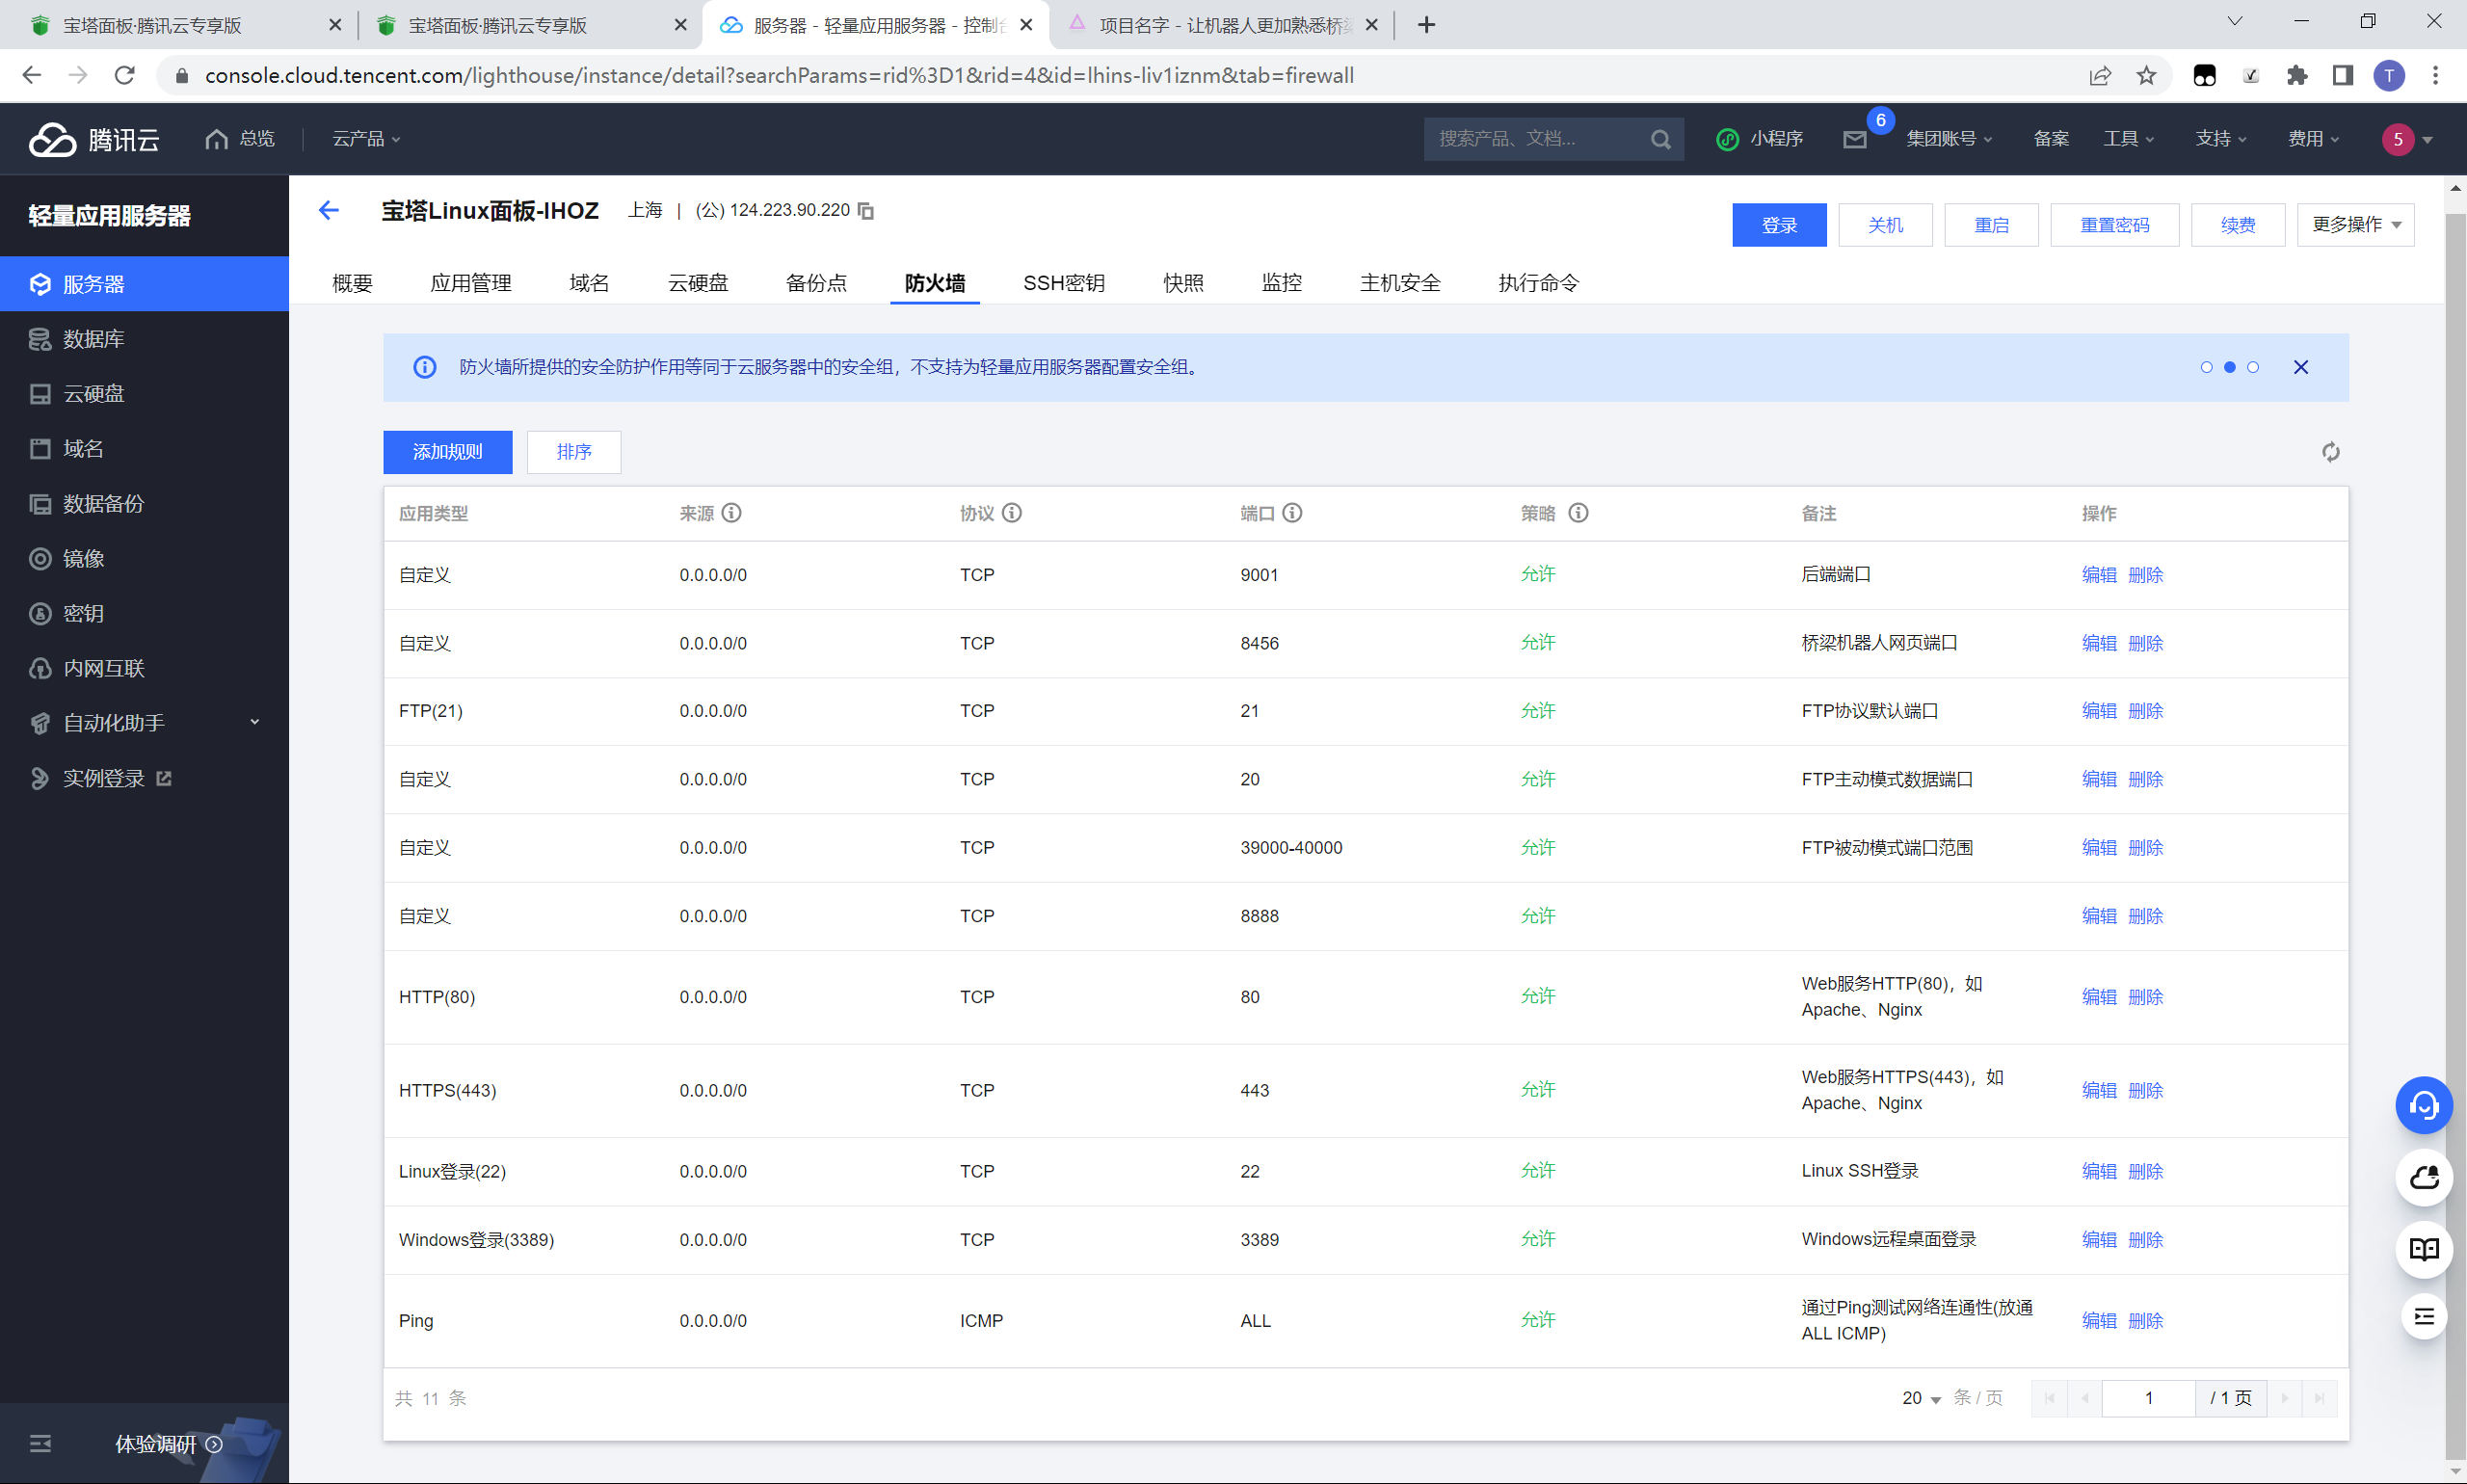 宝塔面板·腾讯云专享版
宝塔面板·腾讯云专享版
服务器 - 轻量应用服务器 - 控制台
项目名字 - 让机器人更加熟悉桥梁
console.cloud.tencent.com/lighthouse/instance/detail?searchParams=rid%3D1&rid=4&id=lhins-liv1iznm&tab=firewall
T
腾讯云
总览
云产品
搜索产品、文档...
小程序
6
集团账号
备案
工具
支持
费用
5
轻量应用服务器
服务器
数据库
云硬盘
域名
数据备份
镜像
密钥
内网互联
自动化助手
实例登录
体验调研
宝塔Linux面板-IHOZ
上海 | (公) 124.223.90.220
登录
关机
重启
重置密码
续费
更多操作
概要
应用管理
域名
云硬盘
备份点
防火墙
SSH密钥
快照
监控
主机安全
执行命令
防火墙所提供的安全防护作用等同于云服务器中的安全组，不支持为轻量应用服务器配置安全组。
添加规则
排序
应用类型 来源 协议 端口 策略 备注 操作
自定义 0.0.0.0/0 TCP 9001 允许 后端端口 编辑 删除
自定义 0.0.0.0/0 TCP 8456 允许 桥梁机器人网页端口 编辑 删除
FTP(21) 0.0.0.0/0 TCP 21 允许 FTP协议默认端口 编辑 删除
自定义 0.0.0.0/0 TCP 20 允许 FTP主动模式数据端口 编辑 删除
自定义 0.0.0.0/0 TCP 39000-40000 允许 FTP被动模式端口范围 编辑 删除
自定义 0.0.0.0/0 TCP 8888 允许 编辑 删除
HTTP(80) 0.0.0.0/0 TCP 80 允许 Web服务HTTP(80)，如
Apache、Nginx 编辑 删除
HTTPS(443) 0.0.0.0/0 TCP 443 允许 Web服务HTTPS(443)，如
Apache、Nginx 编辑 删除
Linux登录(22) 0.0.0.0/0 TCP 22 允许 Linux SSH登录 编辑 删除
Windows登录(3389) 0.0.0.0/0 TCP 3389 允许 Windows远程桌面登录 编辑 删除
Ping 0.0.0.0/0 ICMP ALL 允许 通过Ping测试网络连通性(放通
ALL ICMP) 编辑 删除
共 11 条
20 条 / 页
1 / 1 页